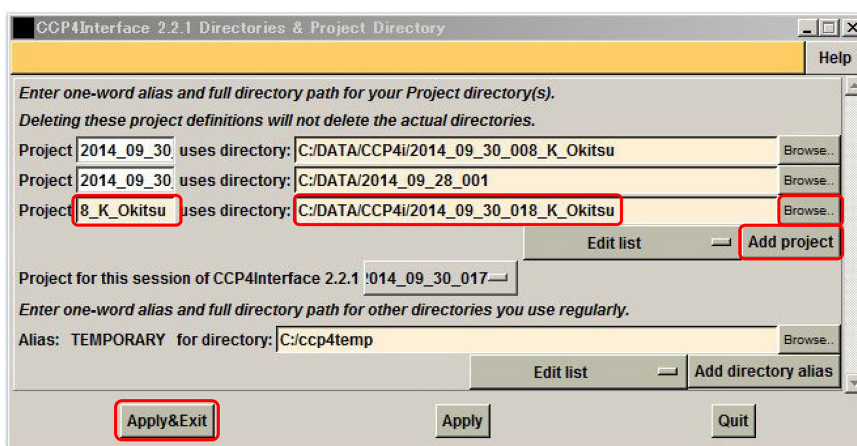 CCP4Interface 2.2.1 Directories & Project Directory
Help
Enter one-word alias and full directory path for your Project directory(s).
Deleting these project definitions will not delete the actual directories.
Project 2014_09_30 uses directory: C:/DATA/CCP4i/2014_09_30_008_K_Okitsu Browse..
Project 2014_09_30 uses directory: C:/DATA/2014_09_28_001 Browse..
Project 8_K_Okitsu uses directory: C:/DATA/CCP4i/2014_09_30_018_K_Okitsu Browse..
Edit list Add project
Project for this session of CCP4Interface 2.2.1 2014_09_30_017
Enter one-word alias and full directory path for other directories you use regularly.
Alias: TEMPORARY for directory: C:/ccp4temp Browse..
Edit list Add directory alias
Apply&Exit Apply Quit